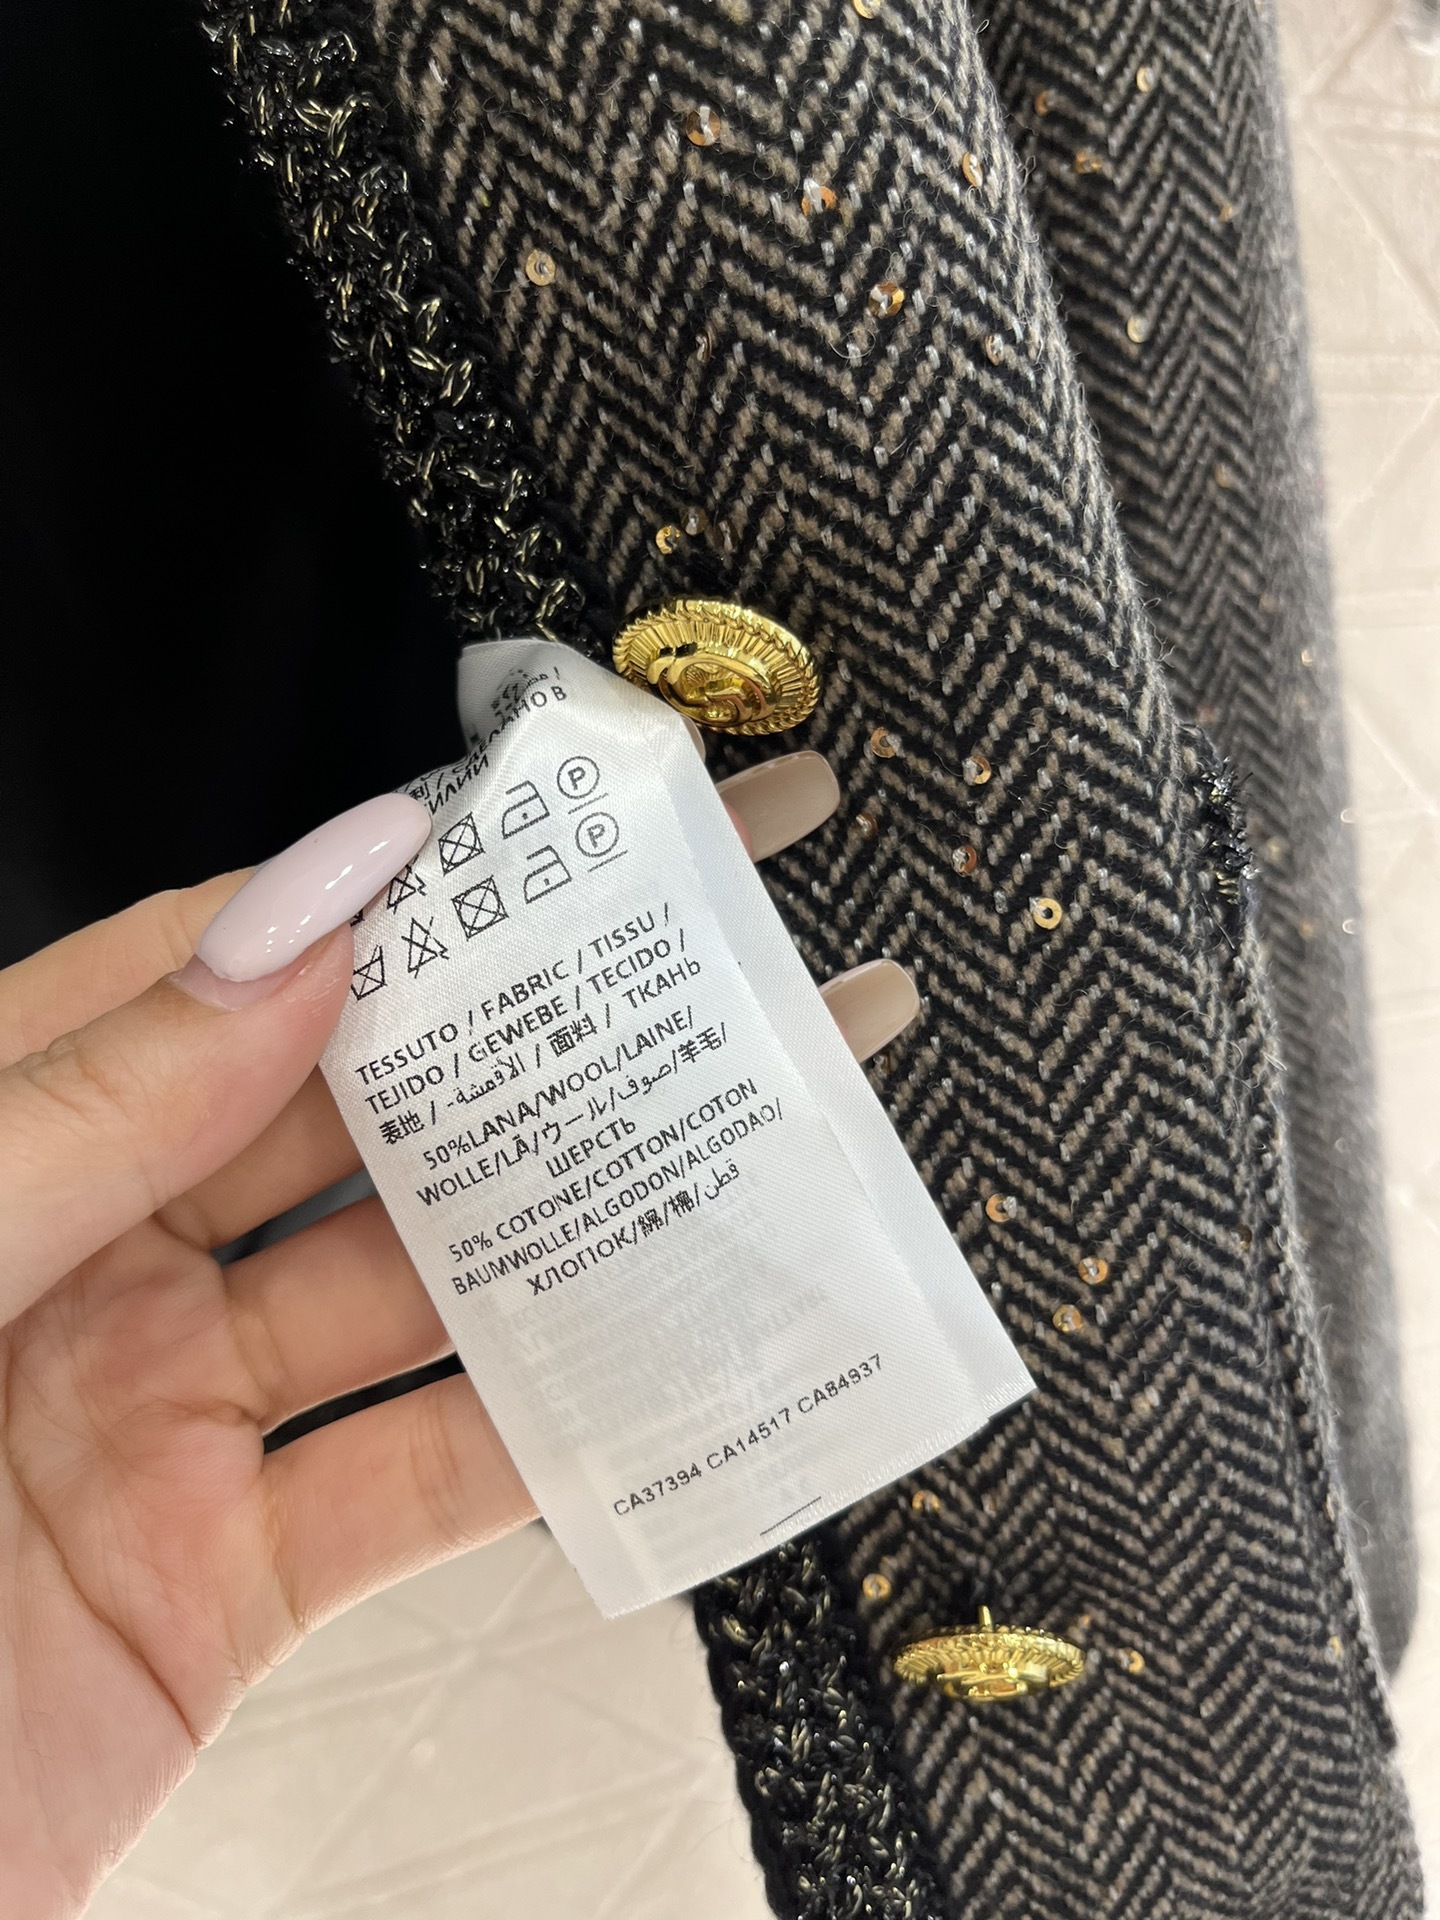 P
P
TESSUTO / FABRIC / TISSU /
TEJIDO / GEWEBE / TECIDO /
表地 / الأقمشة- / 面料 / ТКАНЬ
50%LANA/WOOL/LAINE/
WOLLE/LÃ/ウール/صوف/羊毛/
ШЕРСТЬ
50% COTONE/COTTON/COTON
BAUMWOLLE/ALGODON/ALGODAO/
ХЛОПОК/綿/棉/قطن
CA37394 CA14517 CA84937